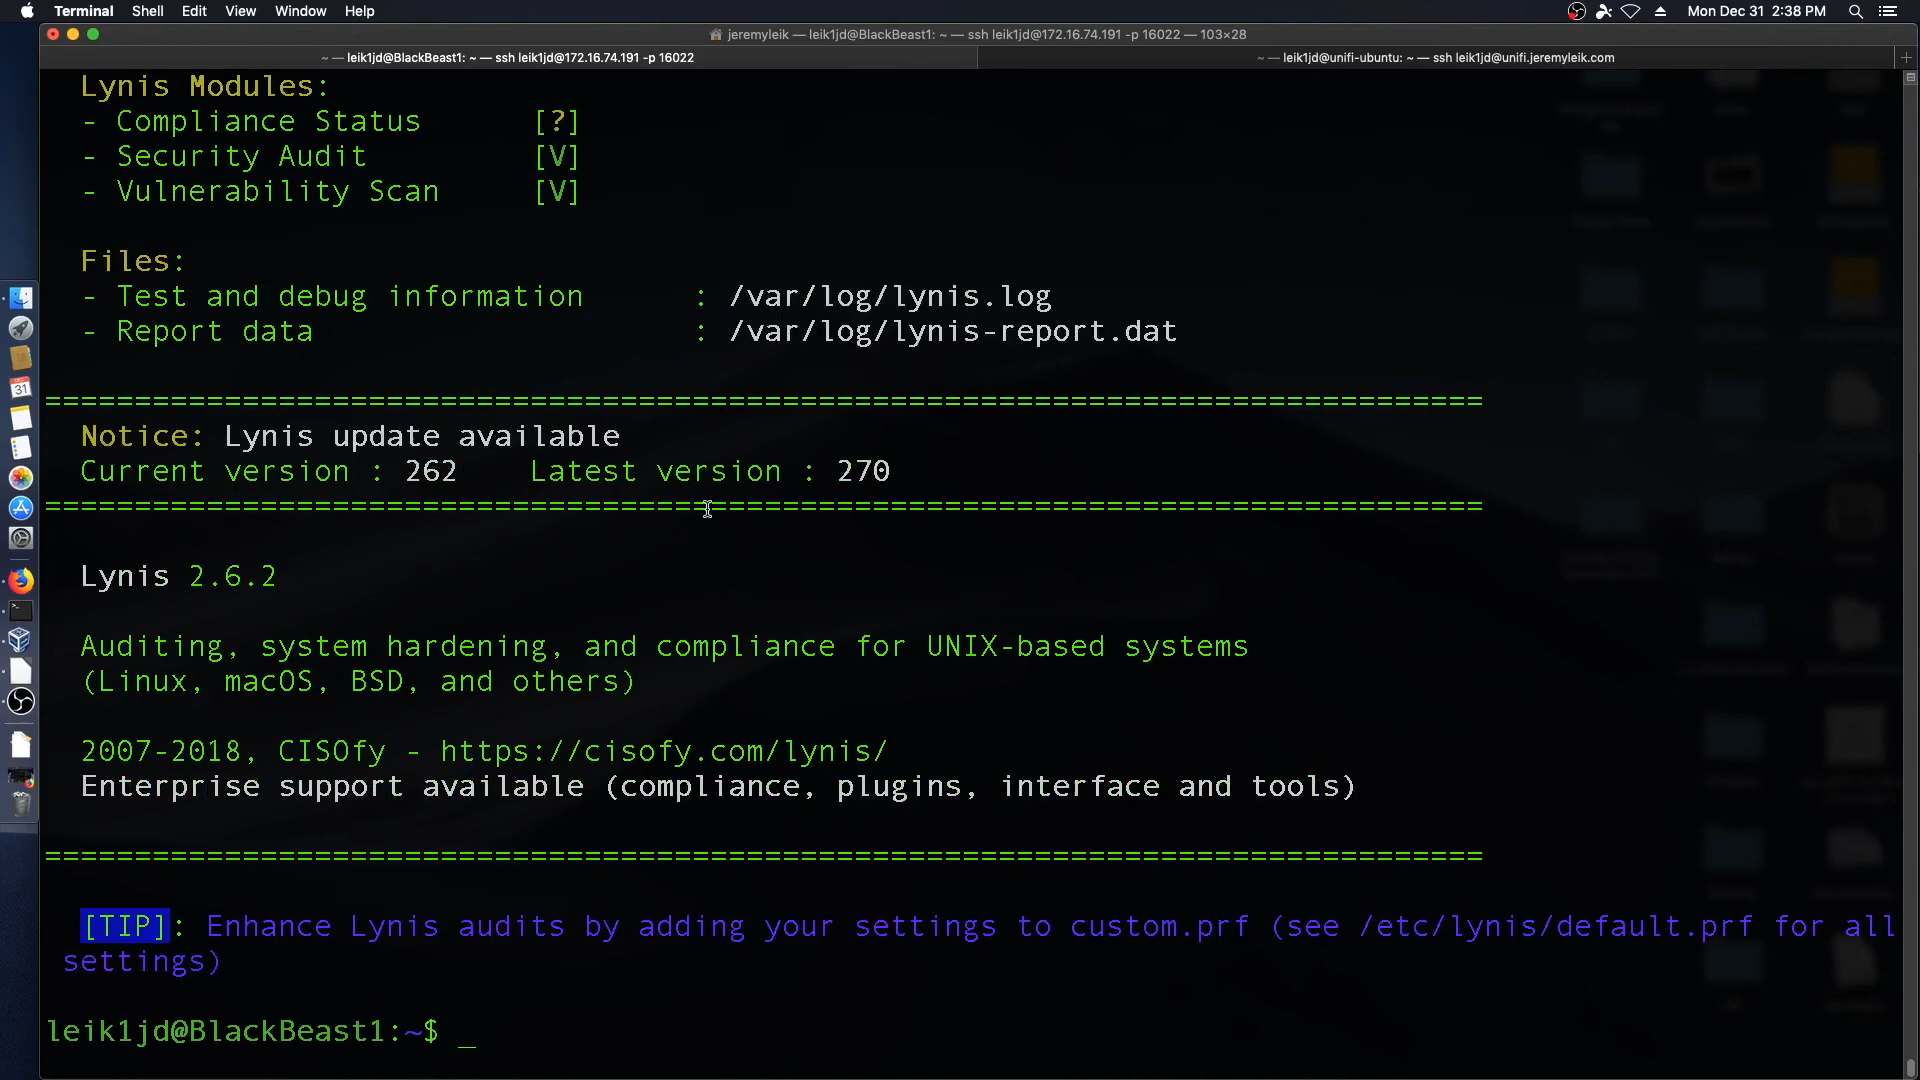 Terminal Shell Edit View Window Help
Mon Dec 31 2:38 PM
jeremyleik — leik1jd@BlackBeast1: ~ — ssh leik1jd@172.16.74.191 -p 16022 — 103×28
~ — leik1jd@BlackBeast1: ~ — ssh leik1jd@172.16.74.191 -p 16022
~ — leik1jd@unifi-ubuntu: ~ — ssh leik1jd@unifi.jeremyleik.com
Lynis Modules:
- Compliance Status [?]
- Security Audit [V]
- Vulnerability Scan [V]
Files:
- Test and debug information : /var/log/lynis.log
- Report data : /var/log/lynis-report.dat
================================================================================
Notice: Lynis update available
Current version : 262 Latest version : 270
================================================================================
Lynis 2.6.2
Auditing, system hardening, and compliance for UNIX-based systems
(Linux, macOS, BSD, and others)
2007-2018, CISOfy - https://cisofy.com/lynis/
Enterprise support available (compliance, plugins, interface and tools)
================================================================================
[TIP]: Enhance Lynis audits by adding your settings to custom.prf (see /etc/lynis/default.prf for all
settings)
leik1jd@BlackBeast1:~$ _
31